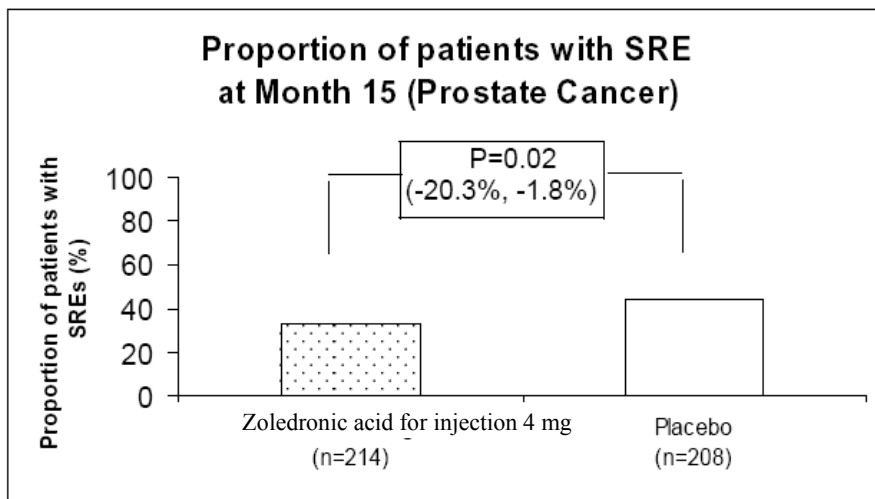 Proportion of patients with SRE
at Month 15 (Prostate Cancer)
P=0.02
(-20.3%, -1.8%)
Proportion of patients with
SREs (%)
100
80
60
40
20
0
Zoledronic acid for injection 4 mg
(n=214)
Placebo
(n=208)